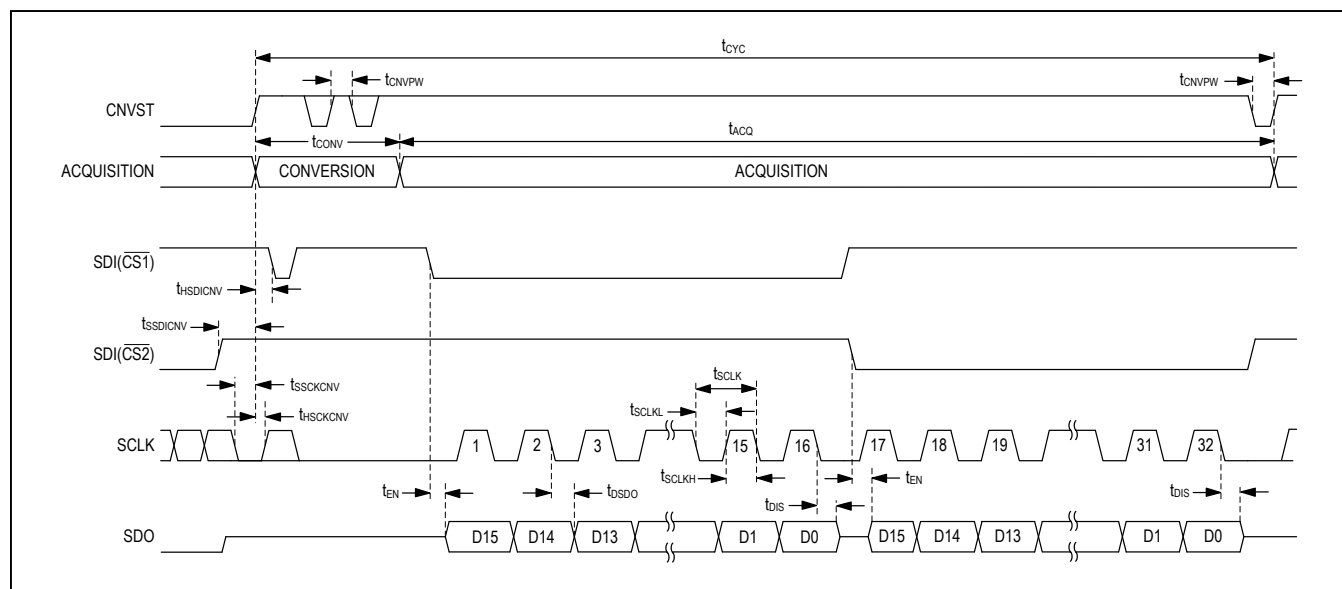 tCYC
tCNVPW tCNVPW
CNVST
tCONV tACQ
ACQUISITION CONVERSION ACQUISITION
SDI(CS1)
tHSDICNV
tSSDICNV
SDI(CS2)
tSSCKCNV tSCLK
tHSCKCNV tSCLKL
SCLK 1 2 3 15 16 17 18 19 31 32
tSCLKH
tEN tDSDO tDIS tEN tDIS
SDO D15 D14 D13 D1 D0 D15 D14 D13 D1 D0